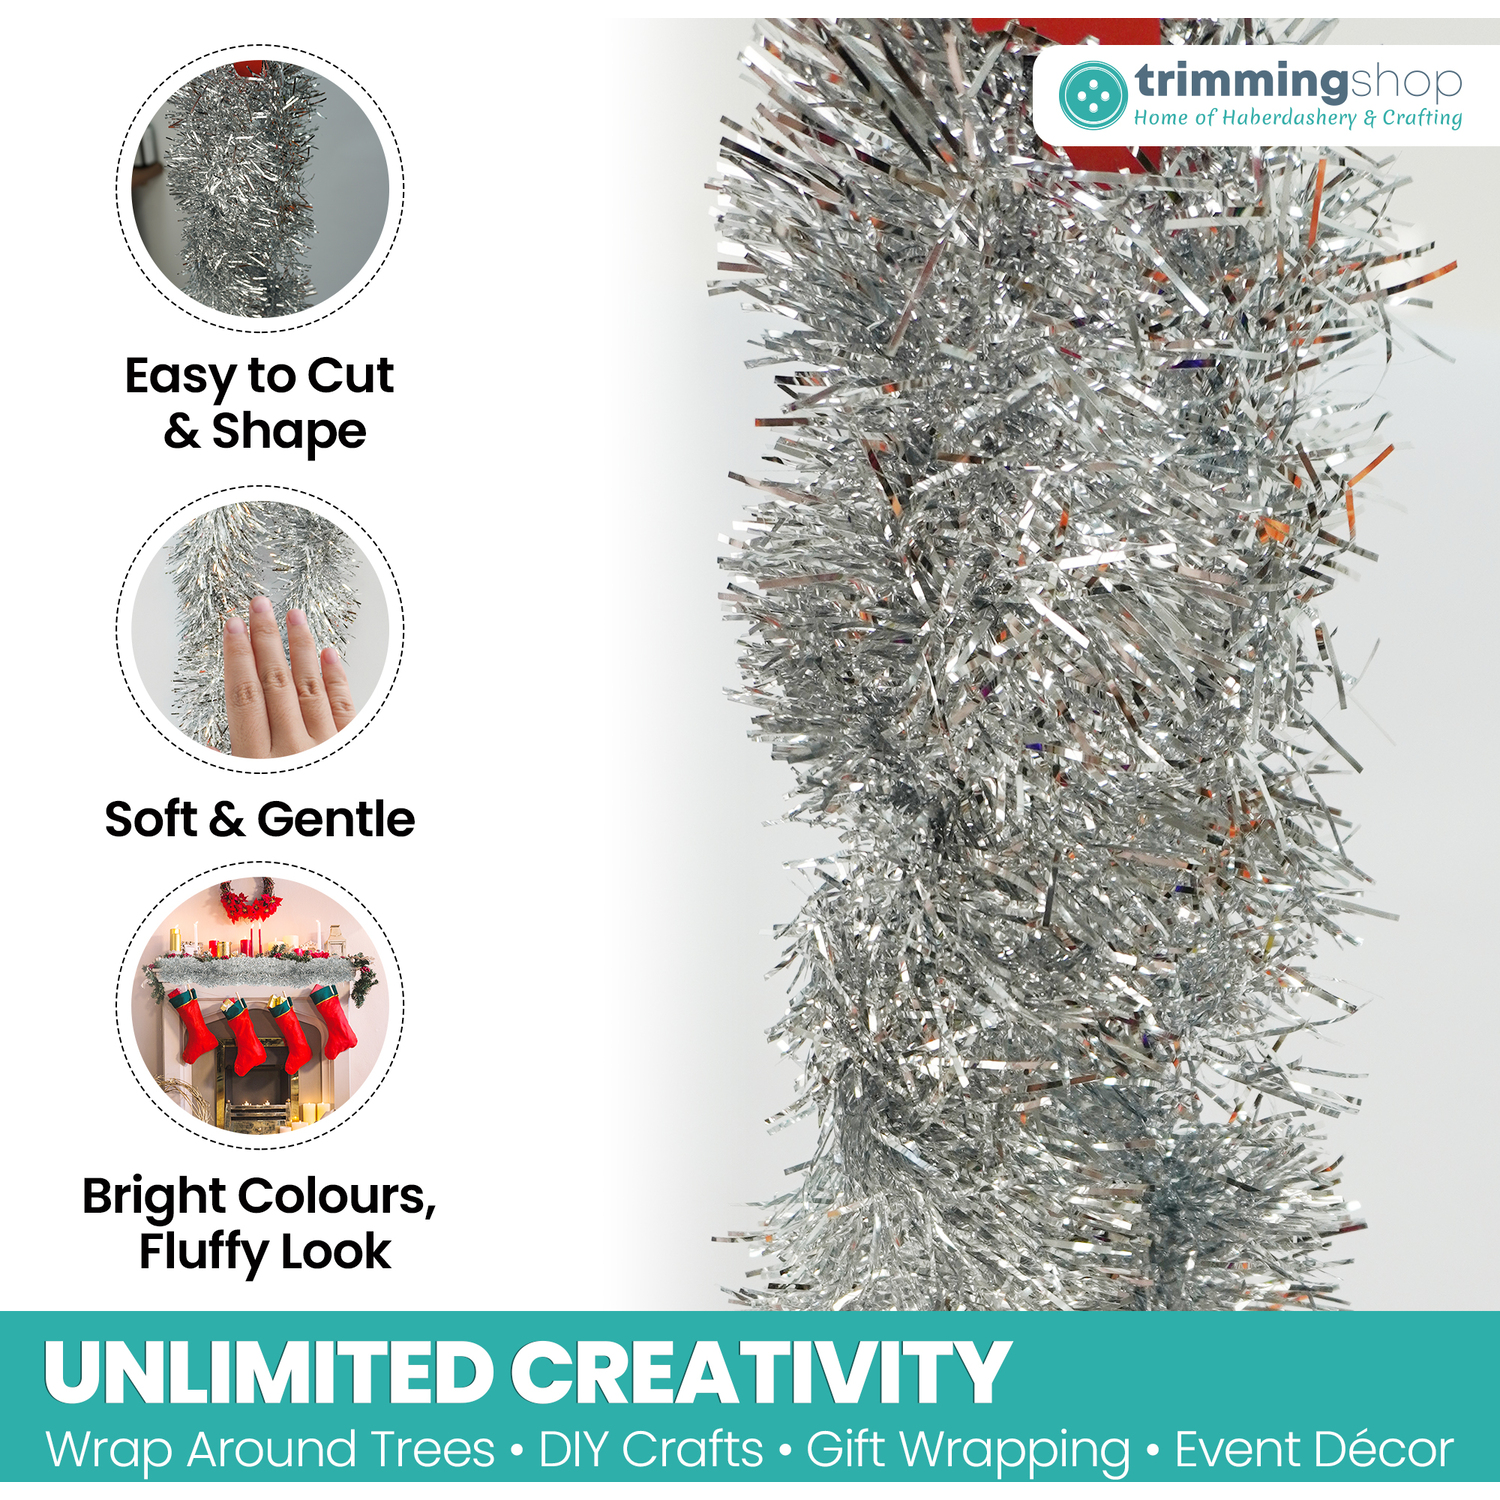 trimmingshop
Home of Haberdashery & Crafting
Easy to Cut
& Shape
Soft & Gentle
Bright Colours,
Fluffy Look
UNLIMITED CREATIVITY
Wrap Around Trees • DIY Crafts • Gift Wrapping • Event Décor